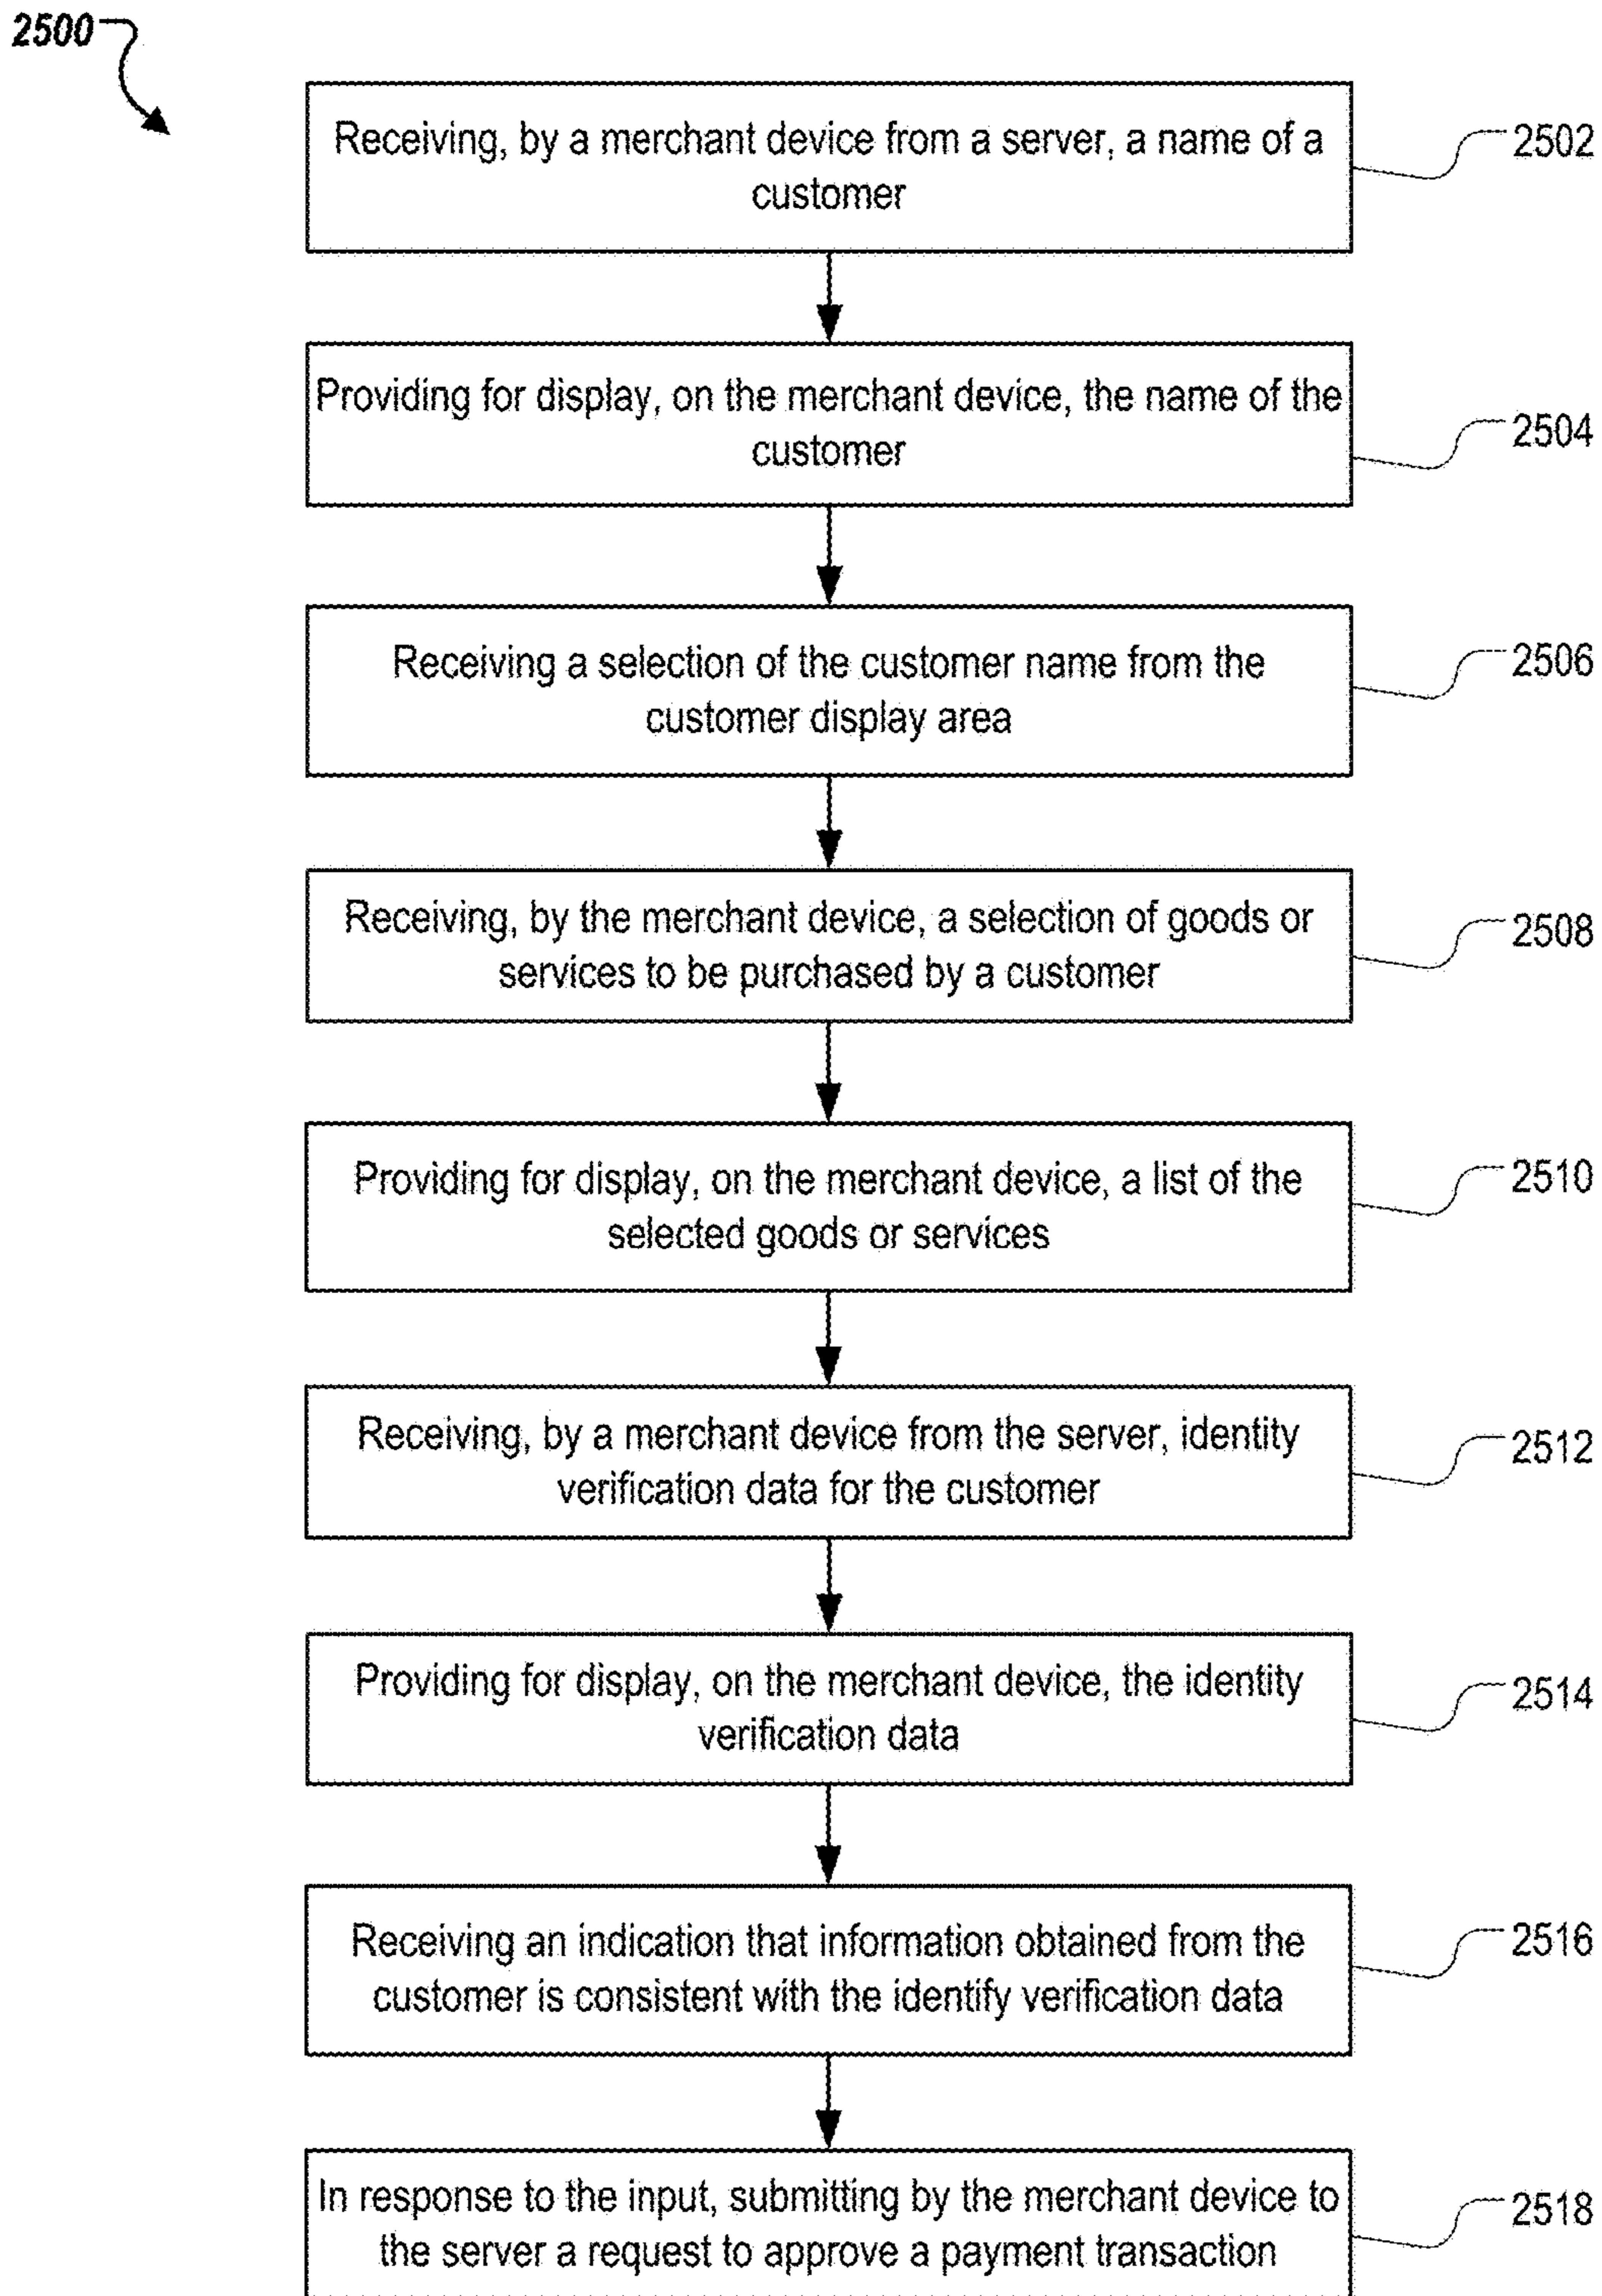 2500
Receiving, by a merchant device from a server, a name of a
customer
2502
Providing for display, on the merchant device, the name of the
customer
2504
Receiving a selection of the customer name from the
customer display area
2506
Receiving, by the merchant device, a selection of goods or
services to be purchased by a customer
2508
Providing for display, on the merchant device, a list of the
selected goods or services
2510
Receiving, by a merchant device from the server, identity
verification data for the customer
2512
Providing for display, on the merchant device, the identity
verification data
2514
Receiving an indication that information obtained from the
customer is consistent with the identify verification data
2516
In response to the input, submitting by the merchant device to
the server a request to approve a payment transaction
2518